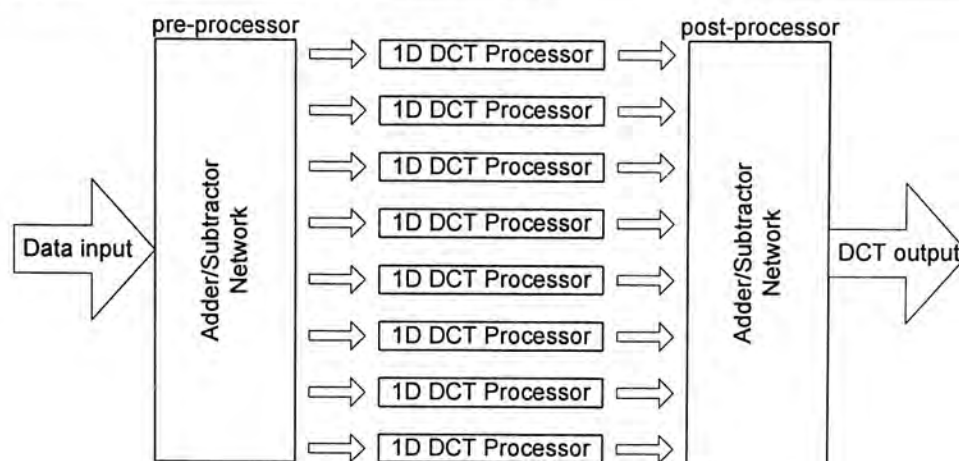 pre-processor
post-processor
Data input
Adder/Subtractor
Network
1D DCT Processor
1D DCT Processor
1D DCT Processor
1D DCT Processor
1D DCT Processor
1D DCT Processor
1D DCT Processor
1D DCT Processor
Adder/Subtractor
Network
DCT output